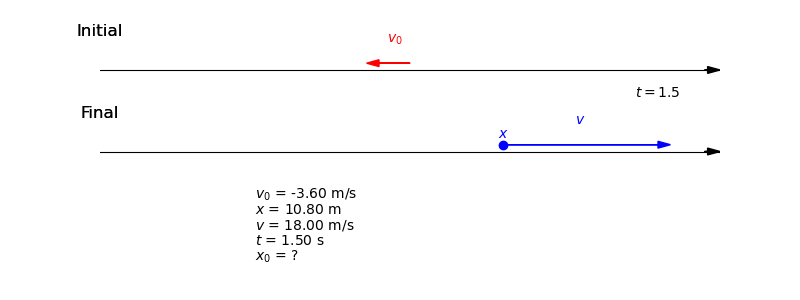 Initial
v₀
t = 1.5
Final
v
x
v₀ = -3.60 m/s
x = 10.80 m
v = 18.00 m/s
t = 1.50 s
x₀ = ?